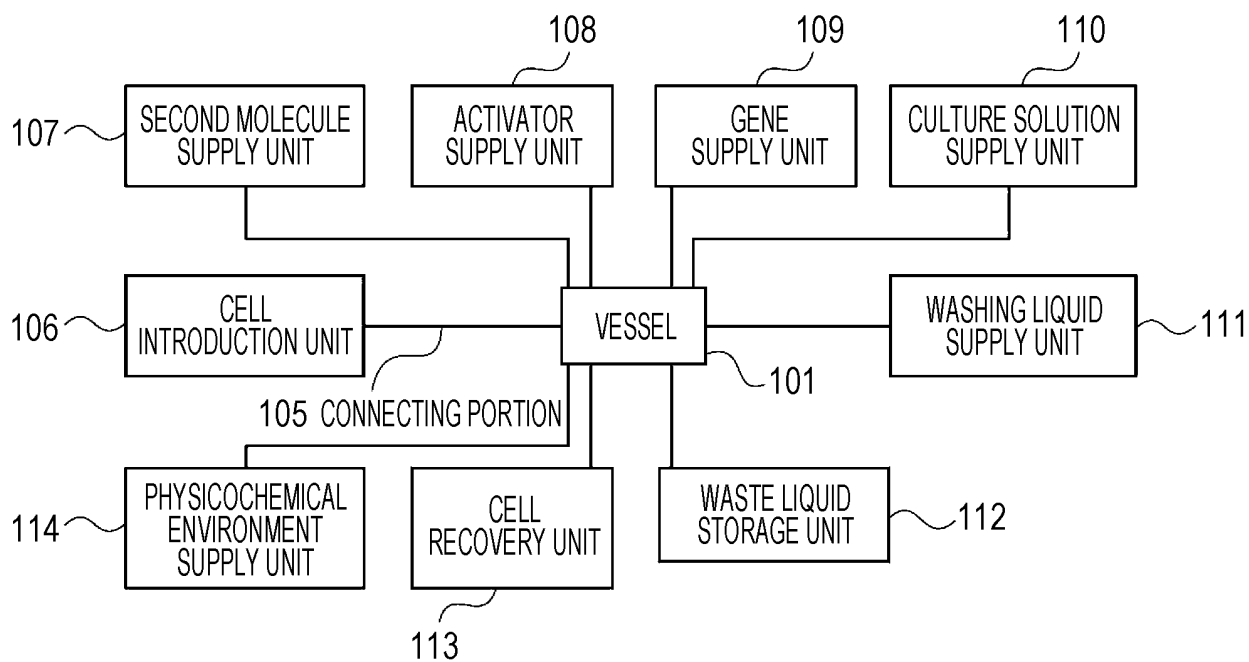 108
109
110
107
SECOND MOLECULE
SUPPLY UNIT
ACTIVATOR
SUPPLY UNIT
GENE
SUPPLY UNIT
CULTURE SOLUTION
SUPPLY UNIT
106
CELL
INTRODUCTION UNIT
VESSEL
WASHING LIQUID
SUPPLY UNIT
111
101
105 CONNECTING PORTION
114
PHYSICOCHEMICAL
ENVIRONMENT
SUPPLY UNIT
CELL
RECOVERY UNIT
WASTE LIQUID
STORAGE UNIT
112
113